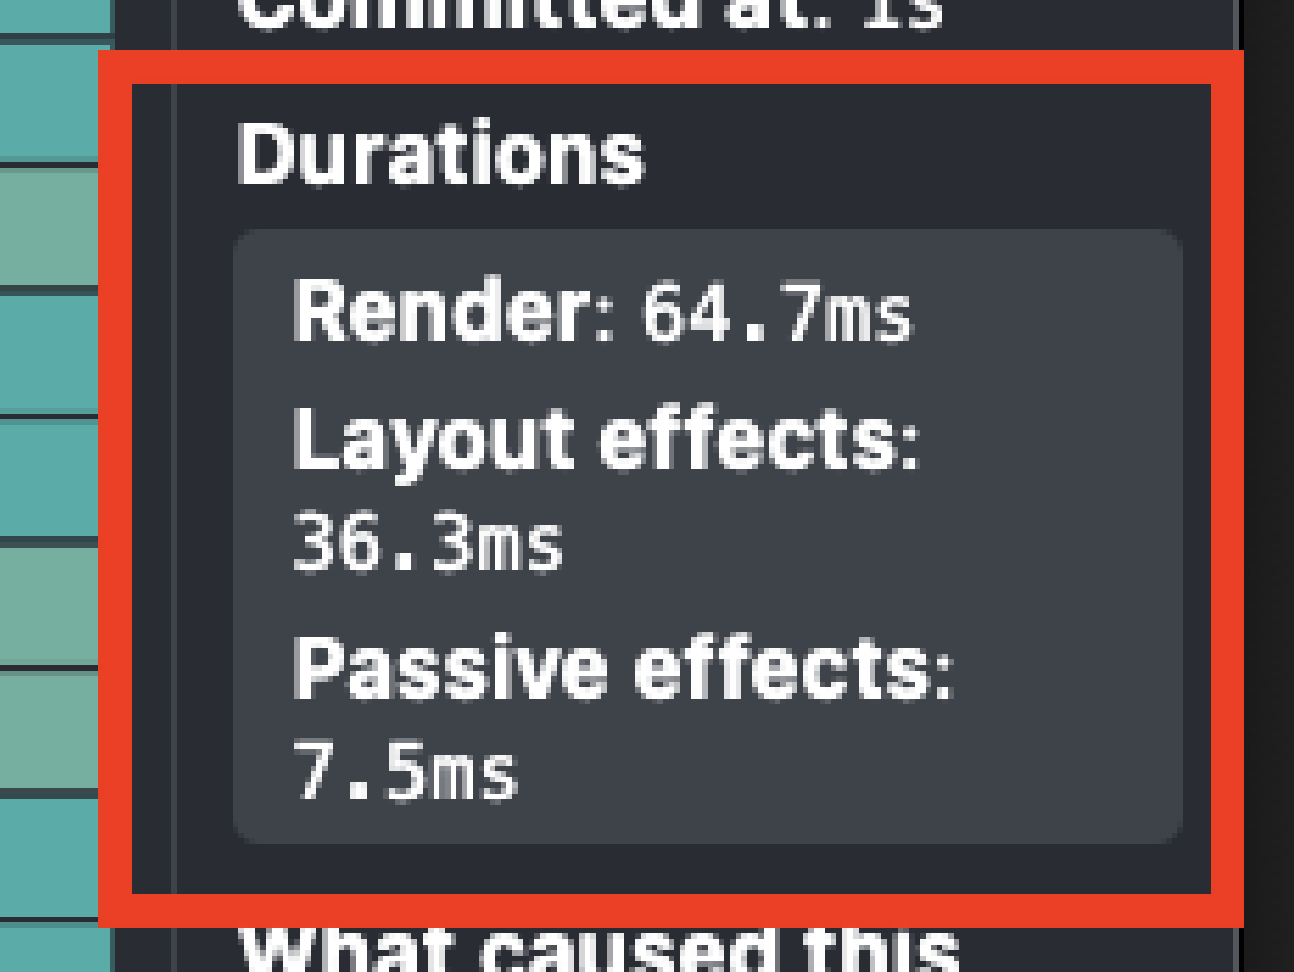 Committed at: 1s
Durations
Render: 64.7ms
Layout effects:
36.3ms
Passive effects:
7.5ms
What caused this